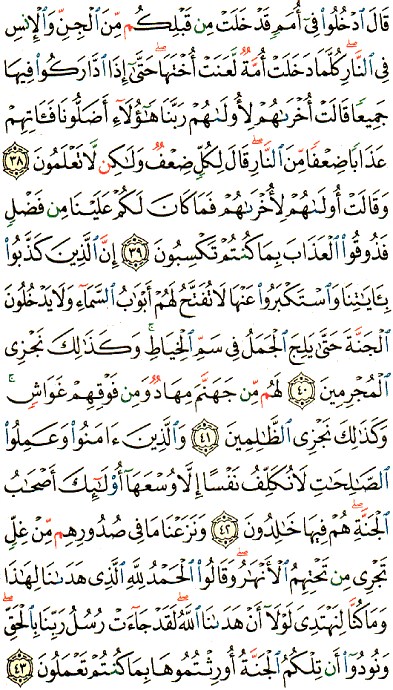 قَالَ ٱدۡخُلُواْ فِيٓ أُمَمٖ قَدۡ خَلَتۡ مِن قَبۡلِكُم مِّنَ ٱلۡجِنِّ وَٱلۡإِنسِ
فِي ٱلنَّارِۖ كُلَّمَا دَخَلَتۡ أُمَّةٞ لَّعَنَتۡ أُخۡتَهَاۖ حَتَّىٰٓ إِذَا ٱدَّارَكُواْ فِيهَا
جَمِيعٗا قَالَتۡ أُخۡرَىٰهُمۡ لِأُولَىٰهُمۡ رَبَّنَا هَٰٓؤُلَآءِ أَضَلُّونَا فَـَٔاتِهِمۡ
عَذَابٗا ضِعۡفٗا مِّنَ ٱلنَّارِۖ قَالَ لِكُلّٖ ضِعۡفٞ وَلَٰكِن لَّا تَعۡلَمُونَ ٣٨
وَقَالَتۡ أُولَىٰهُمۡ لِأُخۡرَىٰهُمۡ فَمَا كَانَ لَكُمۡ عَلَيۡنَا مِن فَضۡلٖ
فَذُوقُواْ ٱلۡعَذَابَ بِمَا كُنتُمۡ تَكۡسِبُونَ ٣٩ إِنَّ ٱلَّذِينَ كَذَّبُواْ
بِـَٔايَٰتِنَا وَٱسۡتَكۡبَرُواْ عَنۡهَا لَا تُفَتَّحُ لَهُمۡ أَبۡوَٰبُ ٱلسَّمَآءِ وَلَا يَدۡخُلُونَ
ٱلۡجَنَّةَ حَتَّىٰ يَلِجَ ٱلۡجَمَلُ فِي سَمِّ ٱلۡخِيَاطِۚ وَكَذَٰلِكَ نَجۡزِي
ٱلۡمُجۡرِمِينَ ٤٠ لَهُم مِّن جَهَنَّمَ مِهَادٞ وَمِن فَوۡقِهِمۡ غَوَاشٖۚ
وَكَذَٰلِكَ نَجۡزِي ٱلظَّٰلِمِينَ ٤١ وَٱلَّذِينَ ءَامَنُواْ وَعَمِلُواْ
ٱلصَّٰلِحَٰتِ لَا نُكَلِّفُ نَفۡسًا إِلَّا وُسۡعَهَآ أُوْلَٰٓئِكَ أَصۡحَٰبُ
ٱلۡجَنَّةِۖ هُمۡ فِيهَا خَٰلِدُونَ ٤٢ وَنَزَعۡنَا مَا فِي صُدُورِهِم مِّنۡ غِلّٖ
تَجۡرِي مِن تَحۡتِهِمُ ٱلۡأَنۡهَٰرُۖ وَقَالُواْ ٱلۡحَمۡدُ لِلَّهِ ٱلَّذِي هَدَىٰنَا لِهَٰذَا
وَمَا كُنَّا لِنَهۡتَدِيَ لَوۡلَآ أَنۡ هَدَىٰنَا ٱللَّهُۖ لَقَدۡ جَآءَتۡ رُسُلُ رَبِّنَا بِٱلۡحَقِّۖ
وَنُودُوٓاْ أَن تِلۡكُمُ ٱلۡجَنَّةُ أُورِثۡتُمُوهَا بِمَا كُنتُمۡ تَعۡمَلُونَ ٤٣